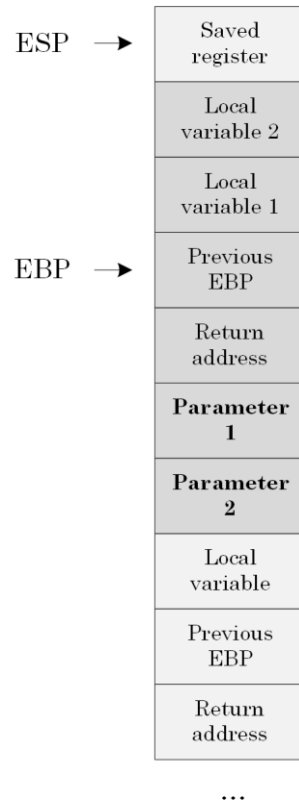 ESP
Saved
register
Local
variable 2
Local
variable 1
EBP
Previous
EBP
Return
address
Parameter
1
Parameter
2
Local
variable
Previous
EBP
Return
address
...